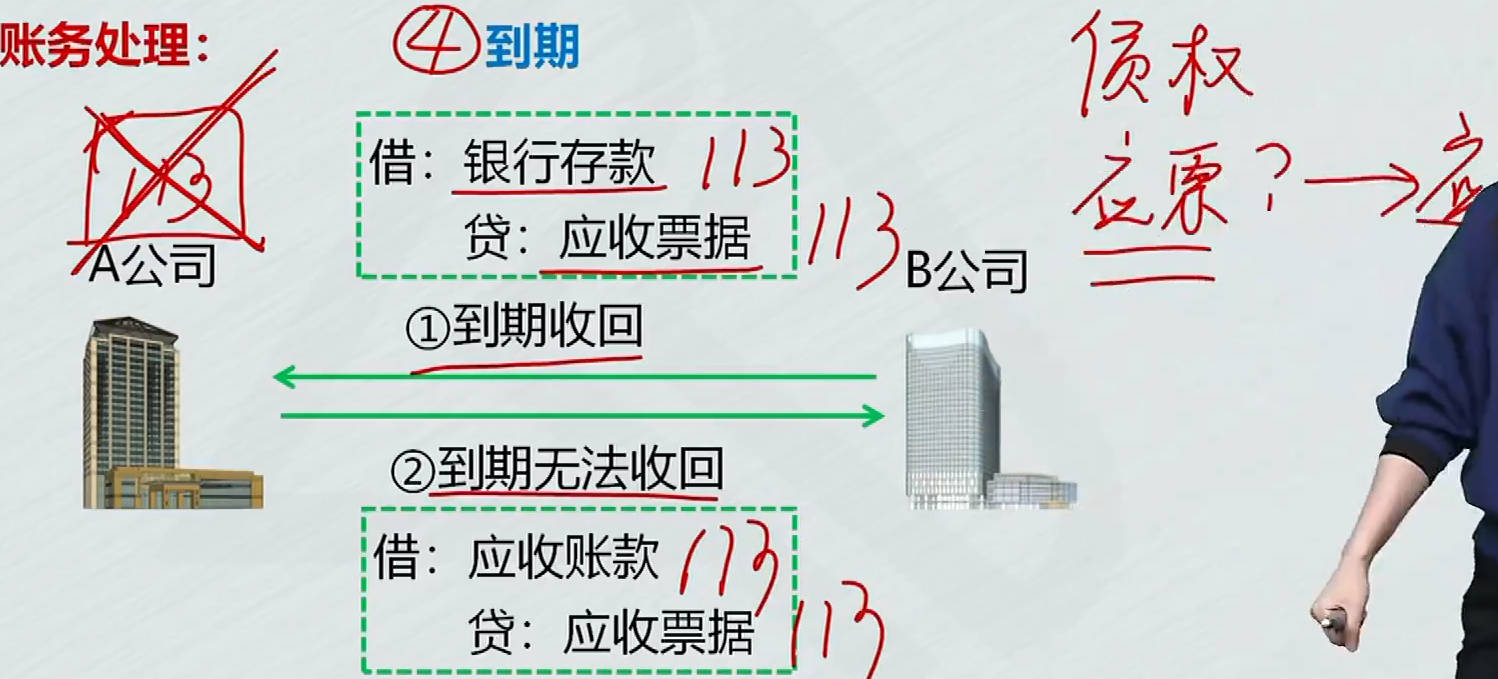 账务处理：
④到期
债权
113
借：银行存款 113
应票？→应
贷：应收票据 113
A公司
B公司
①到期收回
②到期无法收回
借：应收账款 113
贷：应收票据 113